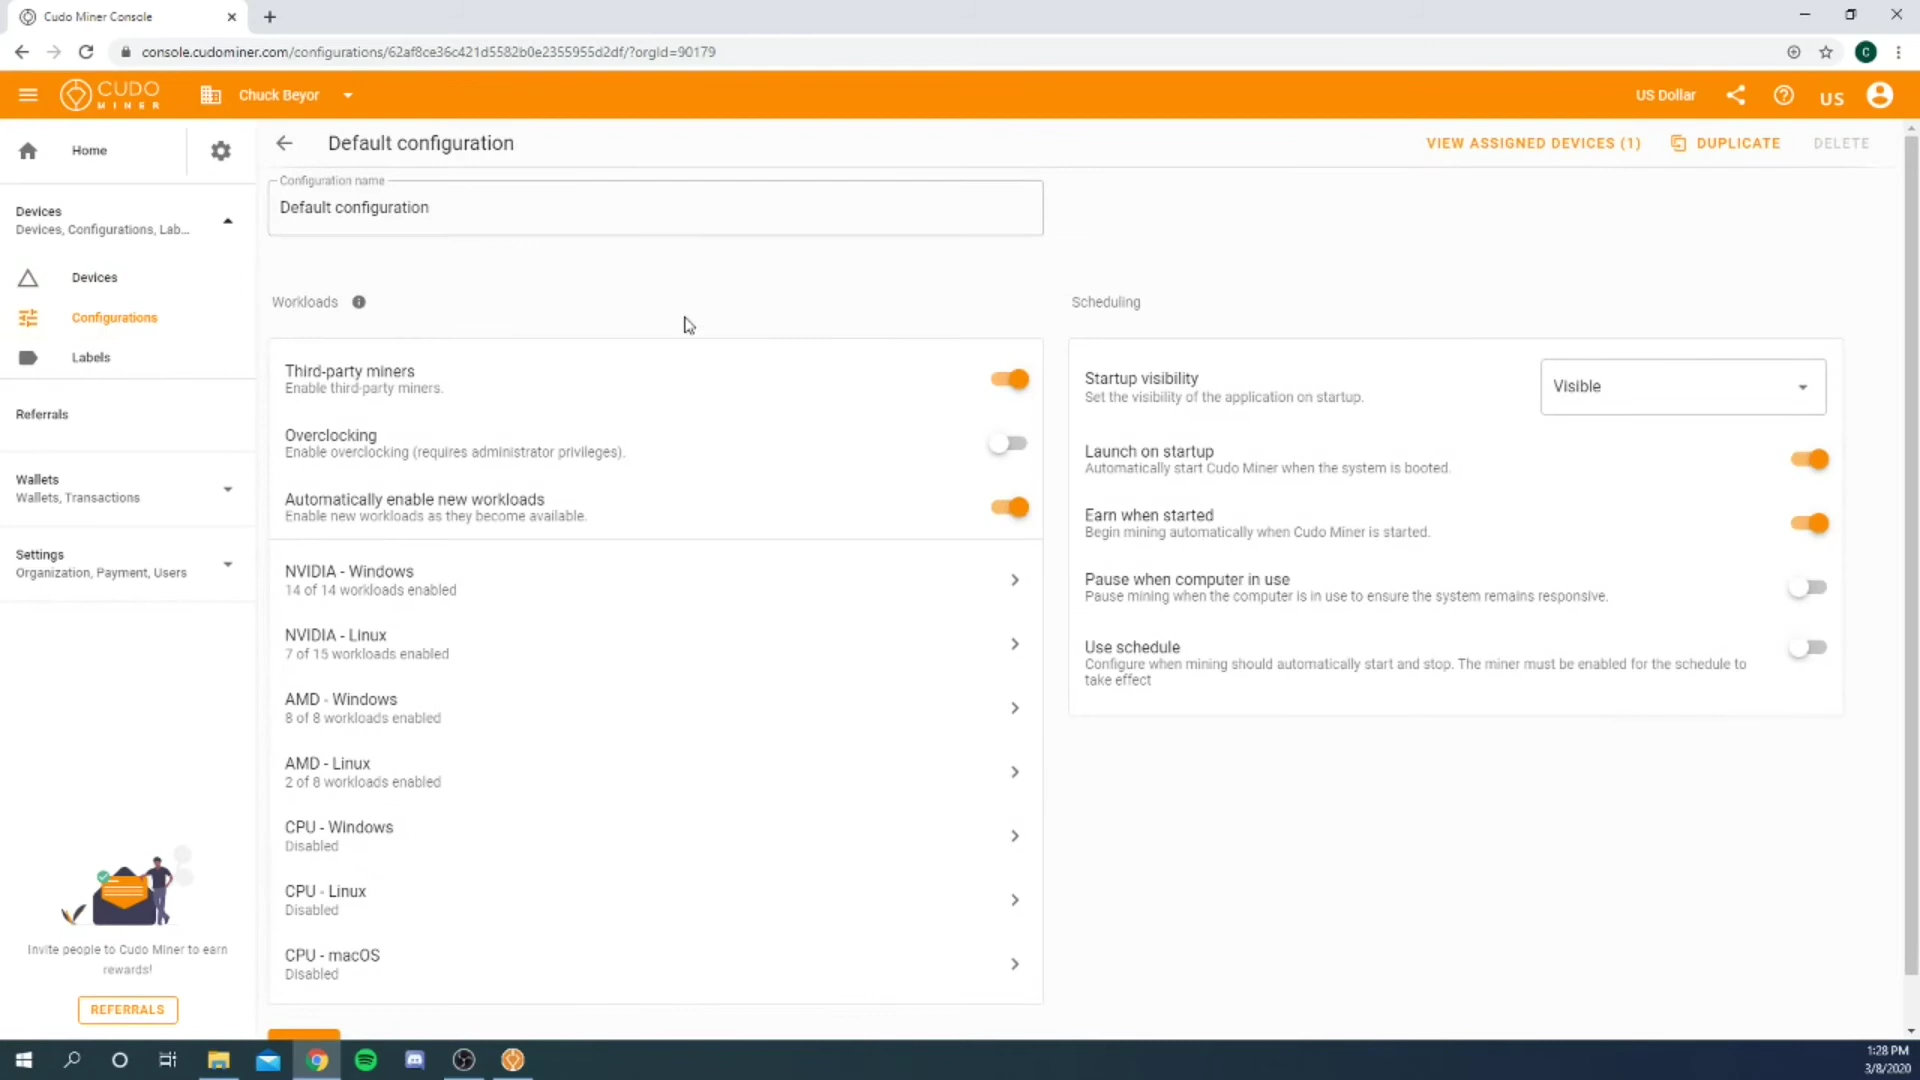 Cudo Miner Console
console.cudominer.com/configurations/62af8ce36c421d5582b0e2355955d2df/?orgId=90179
C
CUDO
MINER
Chuck Beyor
US Dollar
US
Home
Default configuration
VIEW ASSIGNED DEVICES (1)
DUPLICATE
DELETE
Devices
Devices, Configurations, Lab...
Devices
Configurations
Labels
Referrals
Wallets
Wallets, Transactions
Settings
Organization, Payment, Users
Invite people to Cudo Miner to earn
rewards!
REFERRALS
Configuration name
Default configuration
Workloads
Third-party miners
Enable third-party miners.
Overclocking
Enable overclocking (requires administrator privileges).
Automatically enable new workloads
Enable new workloads as they become available.
NVIDIA - Windows
14 of 14 workloads enabled
NVIDIA - Linux
7 of 15 workloads enabled
AMD - Windows
8 of 8 workloads enabled
AMD - Linux
2 of 8 workloads enabled
CPU - Windows
Disabled
CPU - Linux
Disabled
CPU - macOS
Disabled
Scheduling
Startup visibility
Set the visibility of the application on startup.
Visible
Launch on startup
Automatically start Cudo Miner when the system is booted.
Earn when started
Begin mining automatically when Cudo Miner is started.
Pause when computer in use
Pause mining when the computer is in use to ensure the system remains responsive.
Use schedule
Configure when mining should automatically start and stop. The miner must be enabled for the schedule to
take effect
1:28 PM
3/8/2020